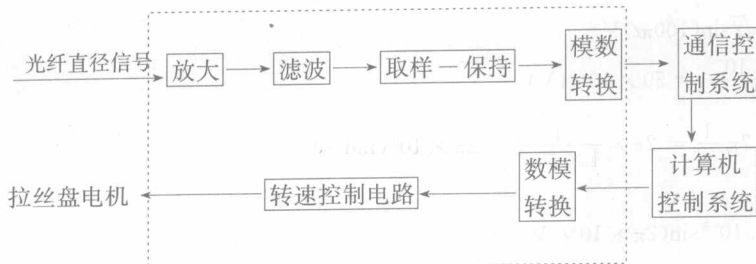 光纤直径信号
放大
滤波
取样－保持
模数
转换
通信控
制系统
计算机
控制系统
数模
转换
转速控制电路
拉丝盘电机